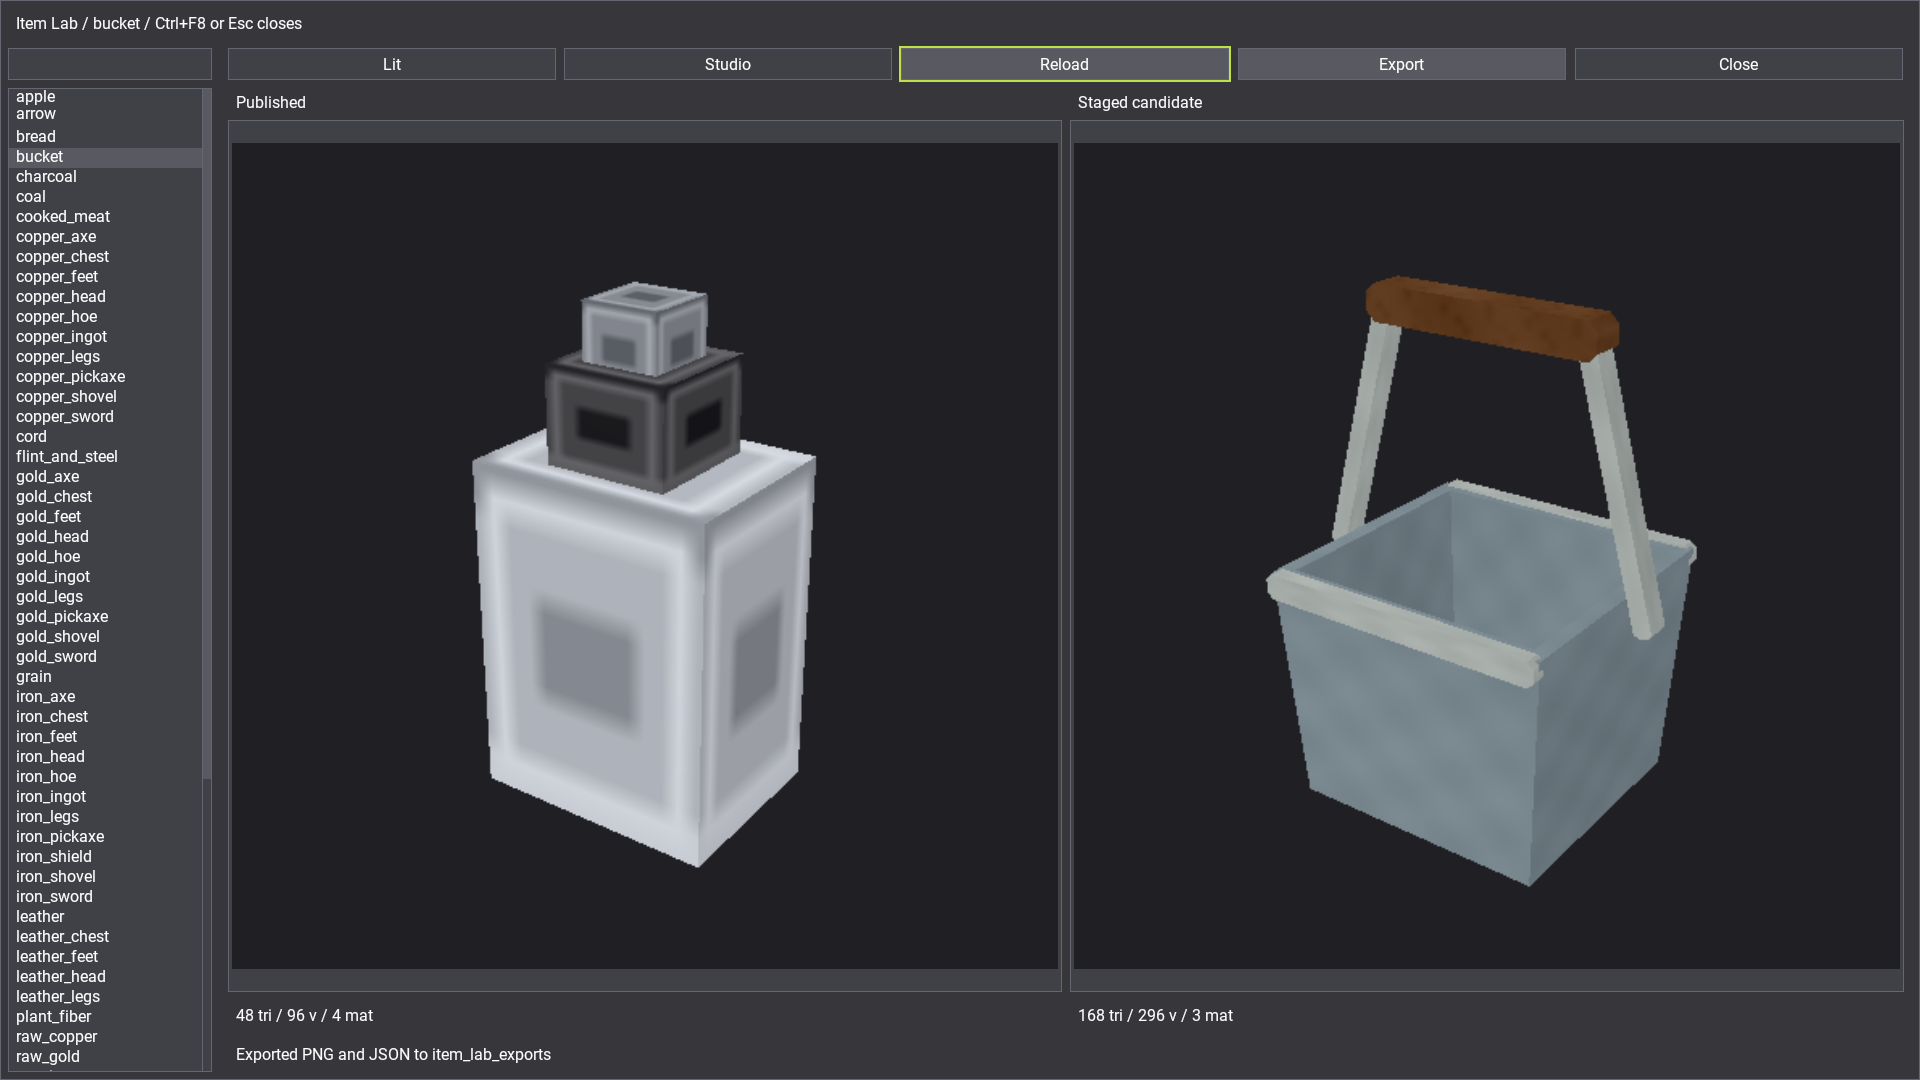 Item Lab / bucket / Ctrl+F8 or Esc closes
Lit
Studio
Reload
Export
Close
Published
Staged candidate
apple
arrow
bread
bucket
charcoal
coal
cooked_meat
copper_axe
copper_chest
copper_feet
copper_head
copper_hoe
copper_ingot
copper_legs
copper_pickaxe
copper_shovel
copper_sword
cord
flint_and_steel
gold_axe
gold_chest
gold_feet
gold_head
gold_hoe
gold_ingot
gold_legs
gold_pickaxe
gold_shovel
gold_sword
grain
iron_axe
iron_chest
iron_feet
iron_head
iron_hoe
iron_ingot
iron_legs
iron_pickaxe
iron_shield
iron_shovel
iron_sword
leather
leather_chest
leather_feet
leather_head
leather_legs
plant_fiber
raw_copper
raw_gold
48 tri / 96 v / 4 mat
168 tri / 296 v / 3 mat
Exported PNG and JSON to item_lab_exports